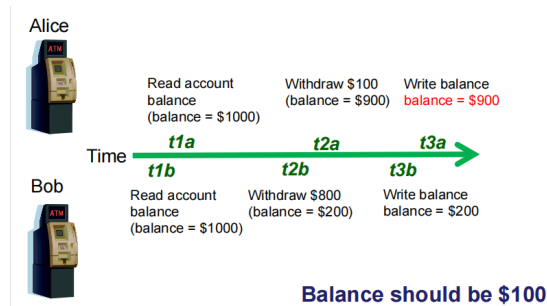 Alice
ATM
Read account
balance
(balance = $1000)
Withdraw $100
(balance = $900)
Write balance
balance = $900
t1a
t2a
t3a
Time
t1b
t2b
t3b
Bob
ATM
Read account
balance
(balance = $1000)
Withdraw $800
(balance = $200)
Write balance
balance = $200
Balance should be $100